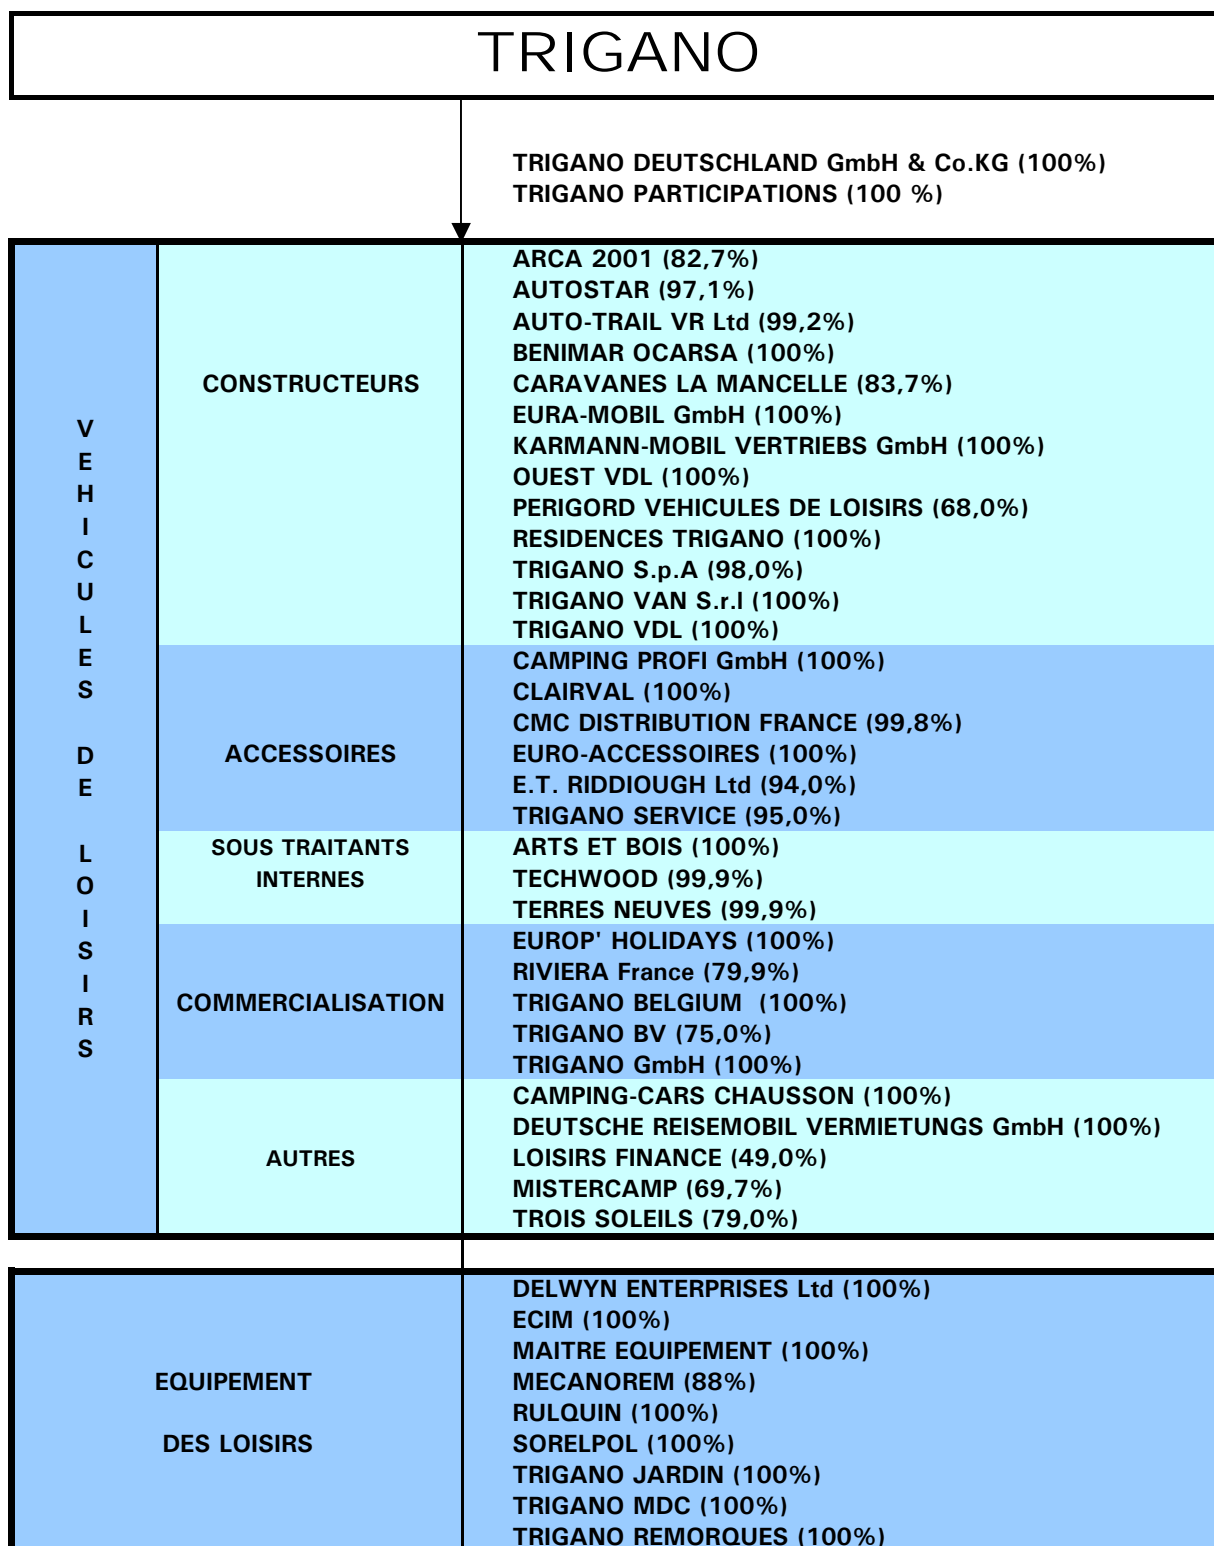 TRIGANO
TRIGANO DEUTSCHLAND GmbH & Co.KG (100%)
TRIGANO PARTICIPATIONS (100 %)
VEHICULES DE LOISIRS
CONSTRUCTEURS
ARCA 2001 (82,7%)
AUTOSTAR (97,1%)
AUTO-TRAIL VR Ltd (99,2%)
BENIMAR OCARSA (100%)
CARAVANES LA MANCELLE (83,7%)
EURA-MOBIL GmbH (100%)
KARMANN-MOBIL VERTRIEBS GmbH (100%)
OUEST VDL (100%)
PERIGORD VEHICULES DE LOISIRS (68,0%)
RESIDENCES TRIGANO (100%)
TRIGANO S.p.A (98,0%)
TRIGANO VAN S.r.l (100%)
TRIGANO VDL (100%)
ACCESSOIRES
CAMPING PROFI GmbH (100%)
CLAIRVAL (100%)
CMC DISTRIBUTION FRANCE (99,8%)
EURO-ACCESSOIRES (100%)
E.T. RIDDIOUGH Ltd (94,0%)
TRIGANO SERVICE (95,0%)
SOUS TRAITANTS
INTERNES
ARTS ET BOIS (100%)
TECHWOOD (99,9%)
TERRES NEUVES (99,9%)
COMMERCIALISATION
EUROP' HOLIDAYS (100%)
RIVIERA France (79,9%)
TRIGANO BELGIUM (100%)
TRIGANO BV (75,0%)
TRIGANO GmbH (100%)
AUTRES
CAMPING-CARS CHAUSSON (100%)
DEUTSCHE REISEMOBIL VERMIETUNGS GmbH (100%)
LOISIRS FINANCE (49,0%)
MISTERCAMP (69,7%)
TROIS SOLEILS (79,0%)
EQUIPEMENT
DES LOISIRS
DELWYN ENTERPRISES Ltd (100%)
ECIM (100%)
MAITRE EQUIPEMENT (100%)
MECANOREM (88%)
RULQUIN (100%)
SORELPOL (100%)
TRIGANO JARDIN (100%)
TRIGANO MDC (100%)
TRIGANO REMORQUES (100%)